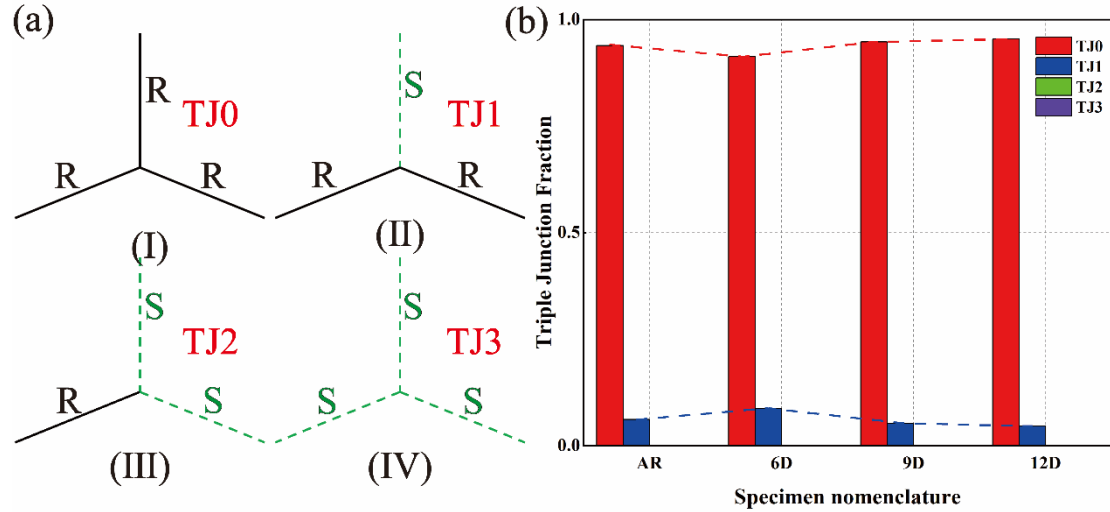 (a)
R
TJ0
R
R
(I)
S
TJ1
R
R
(II)
S
TJ2
R
S
(III)
S
TJ3
S
S
(IV)
(b)
1.0
0.5
0.0
Triple Junction Fraction
TJ0
TJ1
TJ2
TJ3
AR
6D
9D
12D
Specimen nomenclature